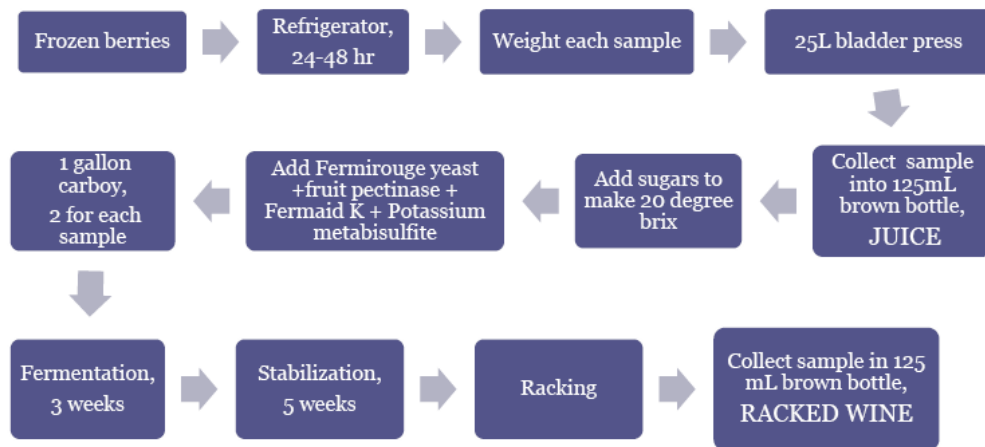 Frozen berries
Refrigerator,
24-48 hr
Weight each sample
25L bladder press
Collect sample
into 125mL
brown bottle,
JUICE
Add sugars to
make 20 degree
brix
Add Fermirouge yeast
+fruit pectinase +
Fermaid K + Potassium
metabisulfite
1 gallon
carboy,
2 for each
sample
Fermentation,
3 weeks
Stabilization,
5 weeks
Racking
Collect sample in 125
mL brown bottle,
RACKED WINE